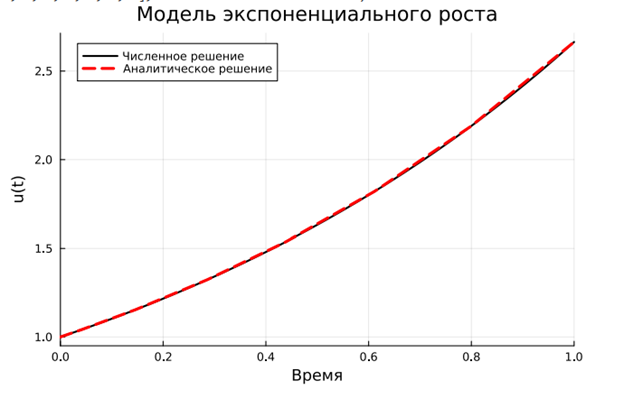 Модель экспоненциального роста
Численное решение
Аналитическое решение
2.5
2.0
1.5
1.0
u(t)
0.0 0.2 0.4 0.6 0.8 1.0
Время